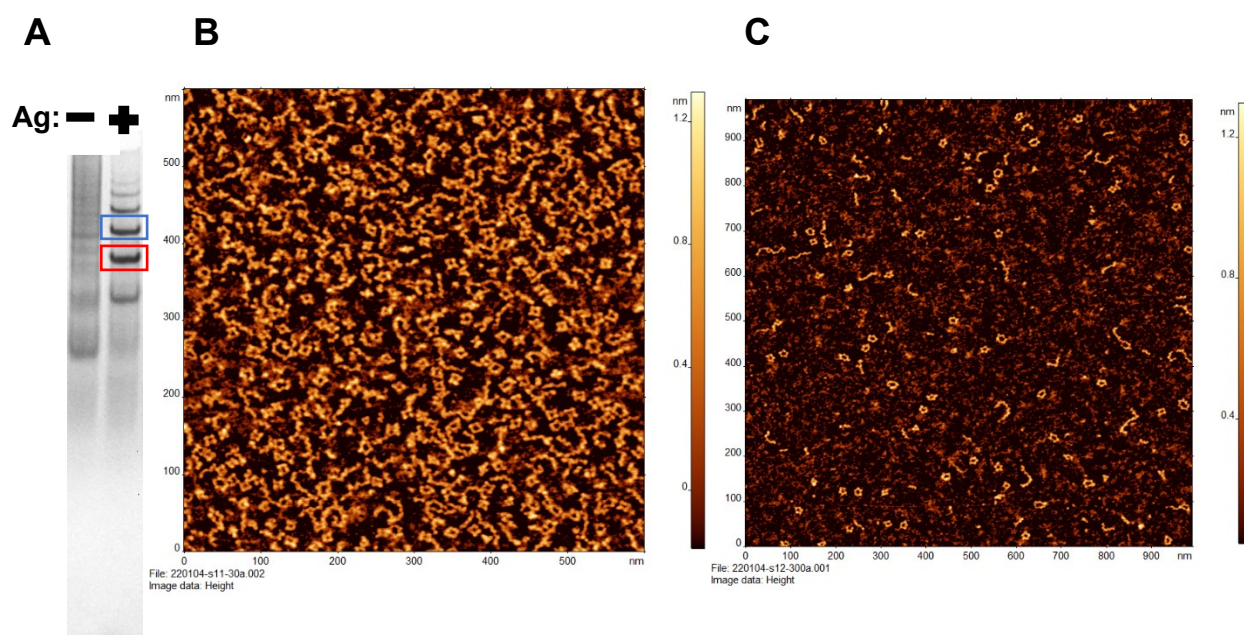 A
B
C
Ag: − +
nm
500
400
300
200
100
0
0 100 200 300 400 500 nm
File: 220104-s11-30a.002
Image data: Height
nm
1.2
0.8
0.4
0
nm
900
800
700
600
500
400
300
200
100
0
0 100 200 300 400 500 600 700 800 900 nm
File: 220104-s12-300a.001
Image data: Height
nm
1.2
0.8
0.4